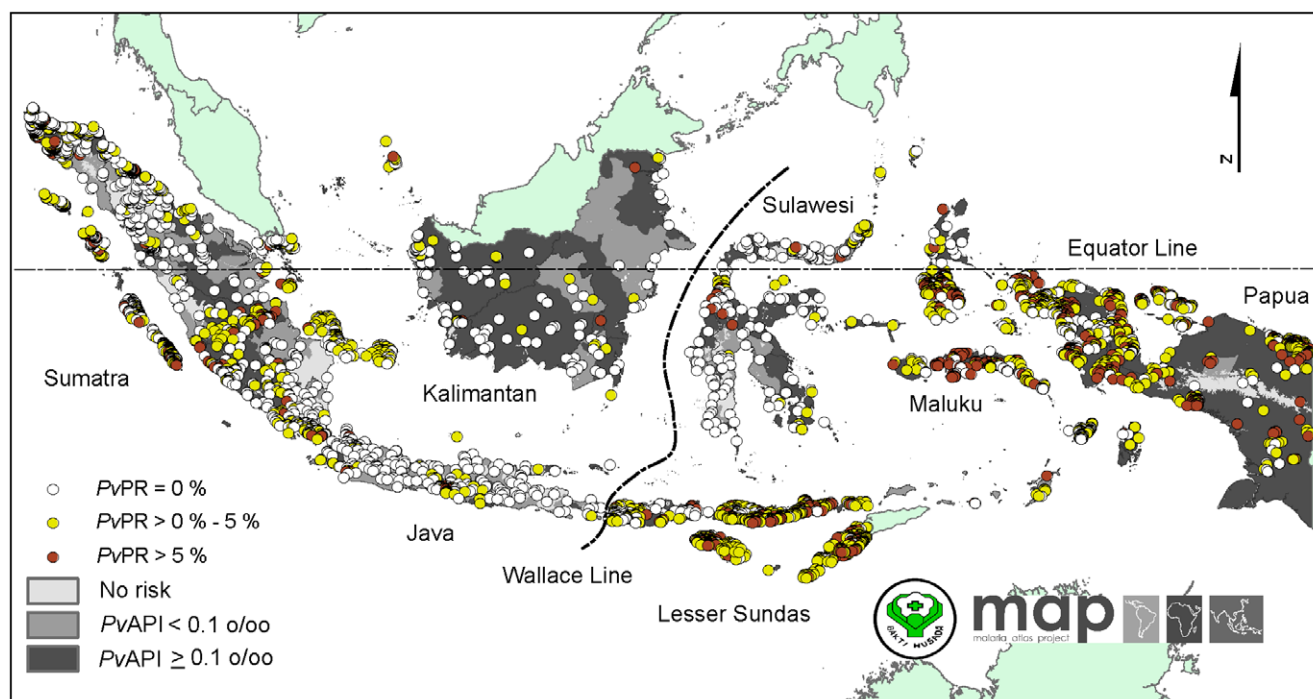 N
Sulawesi
Equator Line
Papua
Sumatra
Kalimantan
Maluku
PvPR = 0 %
PvPR > 0 % - 5 %
PvPR > 5 %
Java
Wallace Line
Lesser Sundas
No risk
PvAPI < 0.1 o/oo
PvAPI ≥ 0.1 o/oo
BAKTI HUSADA
map
malaria atlas project